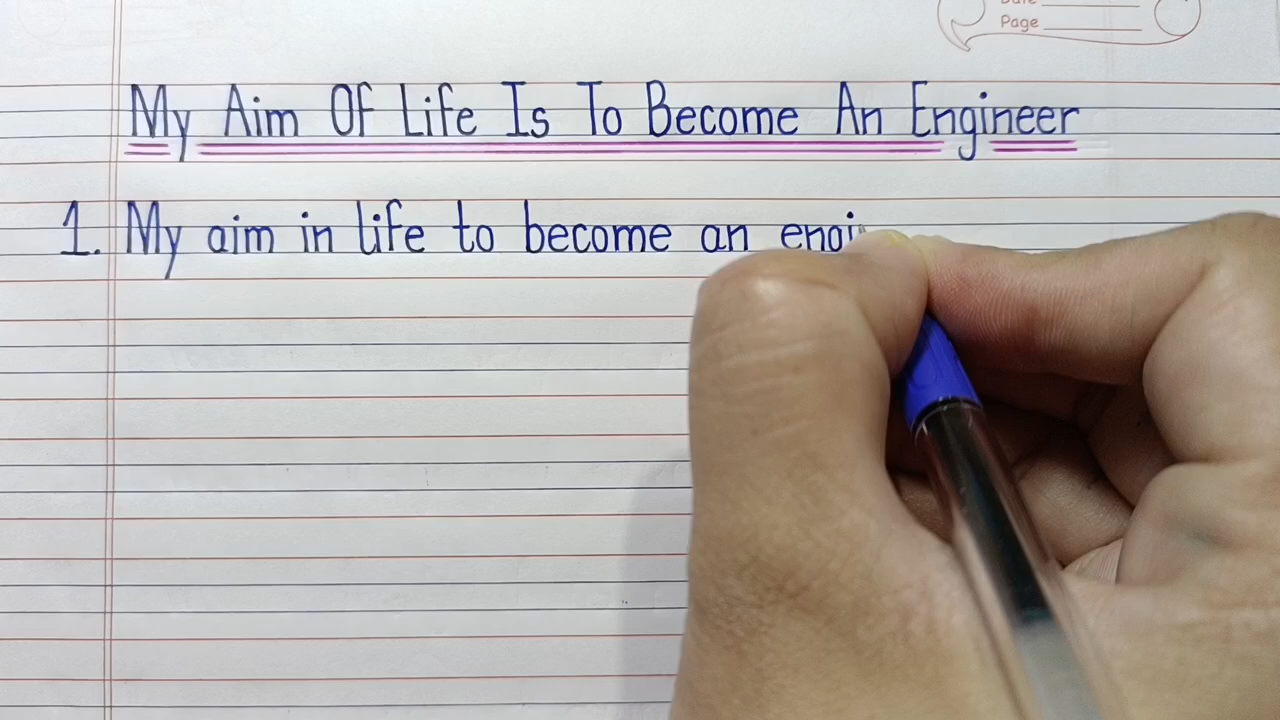 Page
My Aim Of Life Is To Become An Engineer
1. My aim in life to become an